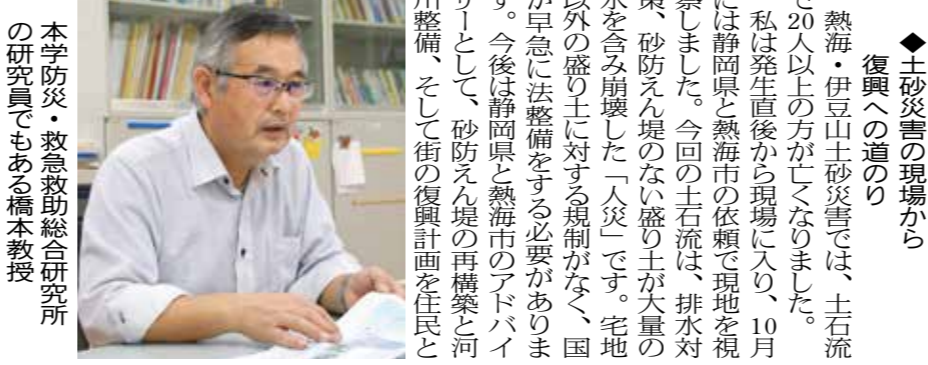 ◆土砂災害の現場から
復興への道のり
熱海・伊豆山土砂災害では、土石流
で20人以上の方が亡くなりました。
私は発生直後から現場に入り、10月
には静岡県と熱海市の依頼で現地を視
察しました。今回の土石流は、排水対
策、砂防えん堤のない盛り土が大量の
水を含み崩壊した「人災」です。宅地
以外の盛り土に対する規制がなく、国
が早急に法整備をする必要がありま
す。今後は静岡県と熱海市のアドバイ
ザーとして、砂防えん堤の再構築と河
川整備、そして街の復興計画を住民と
本学防災・救急救助総合研究所
の研究員でもある橋本教授